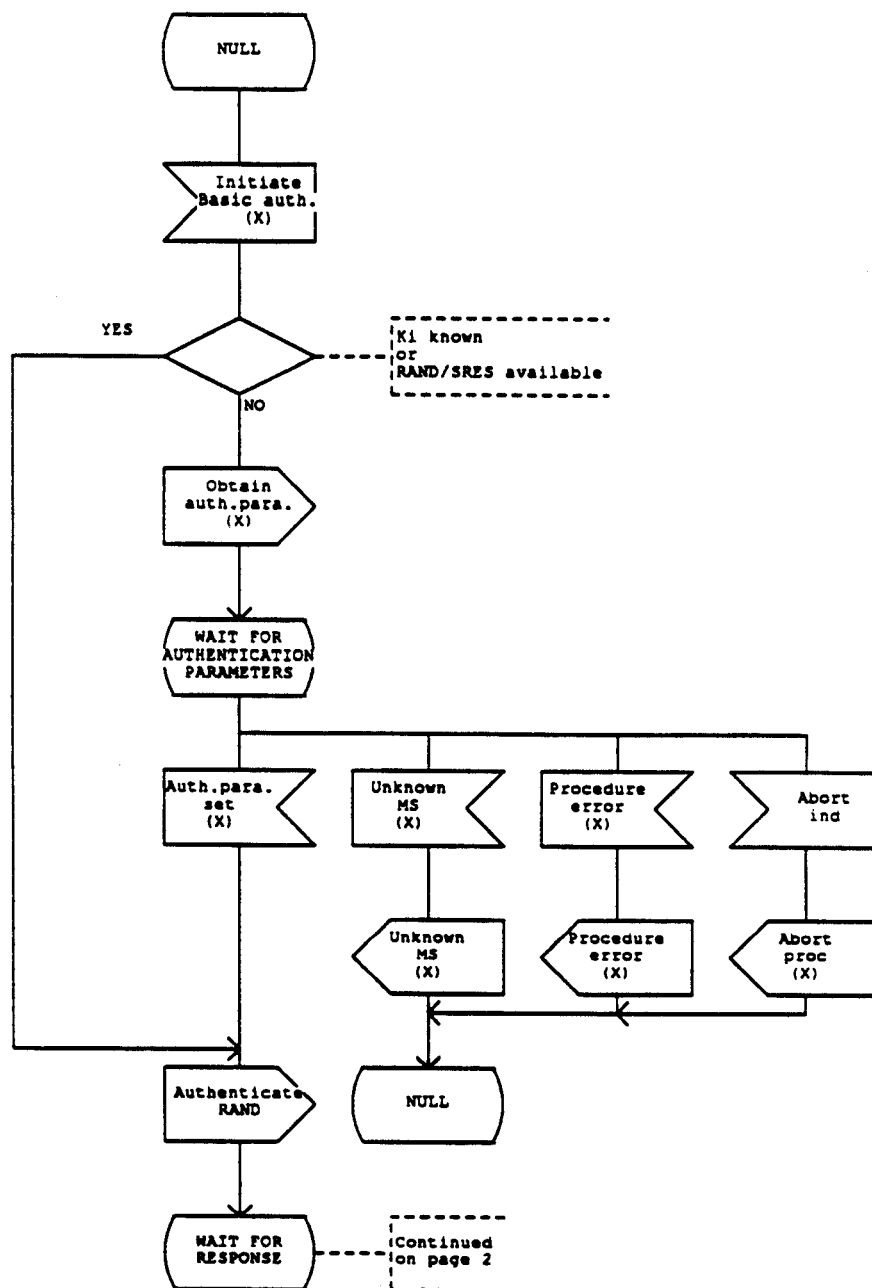 NULL
Initiate
Basic auth.
(X)
YES
Ki known
or
RAND/SRES available
NO
Obtain
auth.para.
(X)
WAIT FOR
AUTHENTICATION
PARAMETERS
Auth.para.
set
(X)
Unknown
MS
(X)
Procedure
error
(X)
Abort
ind
Unknown
MS
(X)
Procedure
error
(X)
Abort
proc
(X)
Authenticate
RAND
NULL
WAIT FOR
RESPONSE
Continued
on page 2